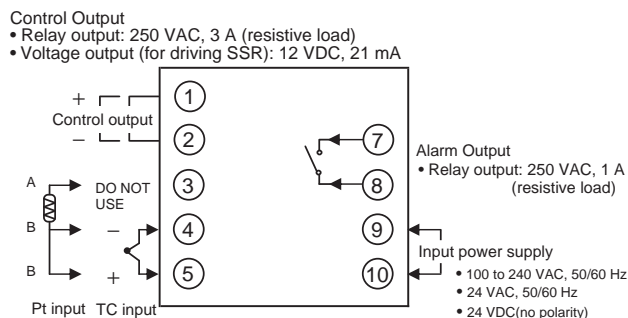 Control Output
• Relay output: 250 VAC, 3 A (resistive load)
• Voltage output (for driving SSR): 12 VDC, 21 mA
+
Control output
−
1
2
3
4
5
7
8
9
10
A
B
B
DO NOT
USE
−
+
Pt input
TC input
Alarm Output
• Relay output: 250 VAC, 1 A
(resistive load)
Input power supply
• 100 to 240 VAC, 50/60 Hz
• 24 VAC, 50/60 Hz
• 24 VDC(no polarity)